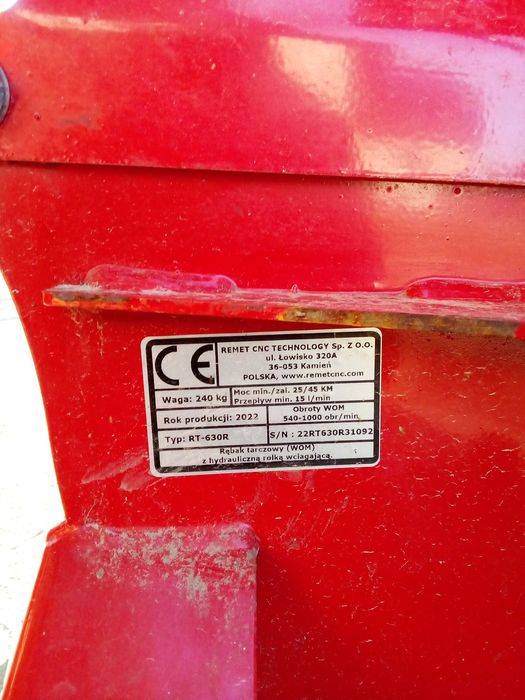 CE
REMET CNC TECHNOLOGY Sp. Z O.O.
ul. Łowisko 320A
36-053 Kamień
POLSKA, www.remetcnc.com
Waga: 240 kg
Moc min./zal. 25/45 KM
Przepływ min. 15 l/min
Rok produkcji: 2022
Obroty WOM
540-1000 obr/min
Typ: RT-630R
S/N : 22RT630R31092
Rębak tarczowy (WOM)
z hydrauliczną rolką wciągającą.